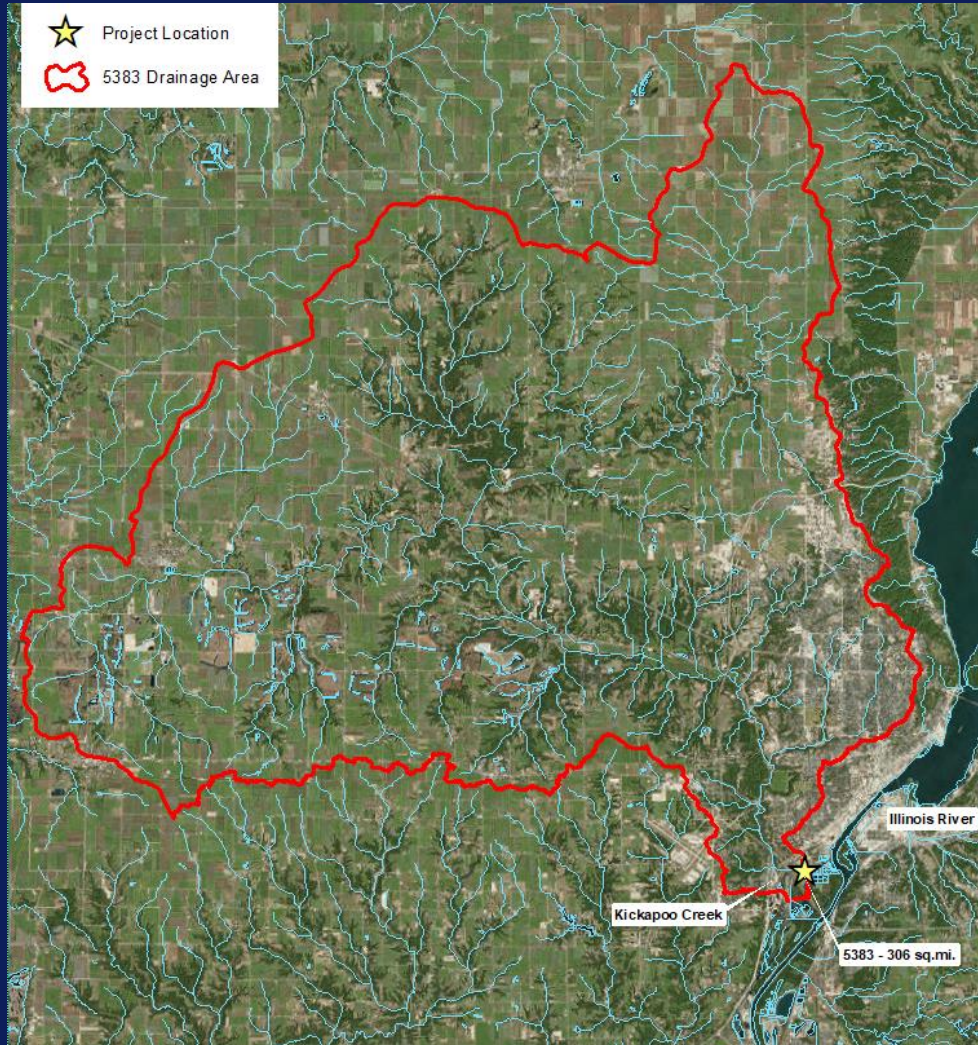 Project Location
5383 Drainage Area
Illinois River
Kickapoo Creek
5383 - 306 sq.mi.